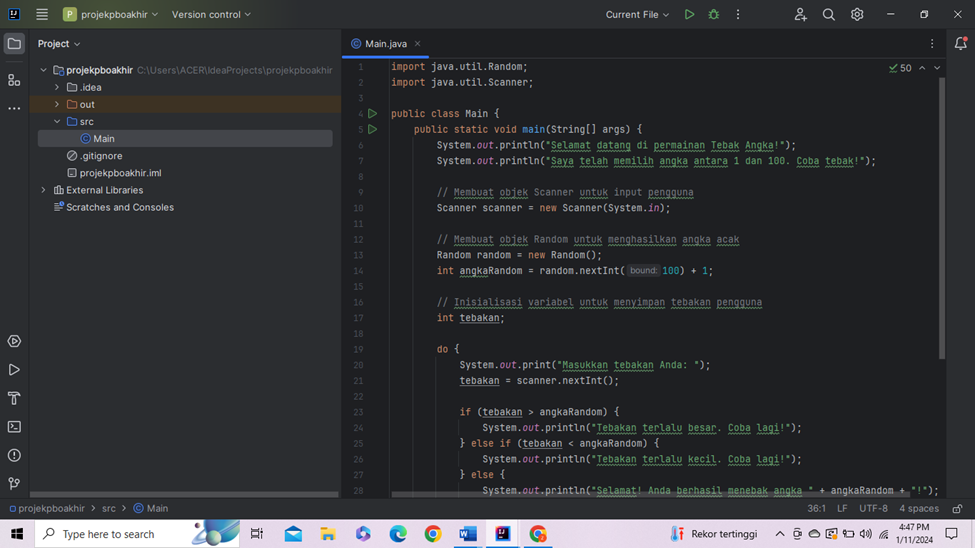 projekpboakhir
Version control
Current File
Project
projekpboakhir C:\Users\ACER\IdeaProjects\projekpboakhir
.idea
out
src
Main
.gitignore
projekpboakhir.iml
External Libraries
Scratches and Consoles
Main.java
50
1 import java.util.Random;
2 import java.util.Scanner;
3
4 public class Main {
5 public static void main(String[] args) {
6 System.out.println("Selamat datang di permainan Tebak Angka!");
7 System.out.println("Saya telah memilih angka antara 1 dan 100. Coba tebak!");
8
9 // Membuat objek Scanner untuk input pengguna
10 Scanner scanner = new Scanner(System.in);
11
12 // Membuat objek Random untuk menghasilkan angka acak
13 Random random = new Random();
14 int angkaRandom = random.nextInt( bound: 100) + 1;
15
16 // Inisialisasi variabel untuk menyimpan tebakan pengguna
17 int tebakan;
18
19 do {
20 System.out.print("Masukkan tebakan Anda: ");
21 tebakan = scanner.nextInt();
22
23 if (tebakan > angkaRandom) {
24 System.out.println("Tebakan terlalu besar. Coba lagi!");
25 } else if (tebakan < angkaRandom) {
26 System.out.println("Tebakan terlalu kecil. Coba lagi!");
27 } else {
28 System.out.println("Selamat! Anda berhasil menebak angka " + angkaRandom + "!");
projekpboakhir > src > Main
36:1 LF UTF-8 4 spaces
Type here to search
Rekor tertinggi
4:47 PM
1/11/2024